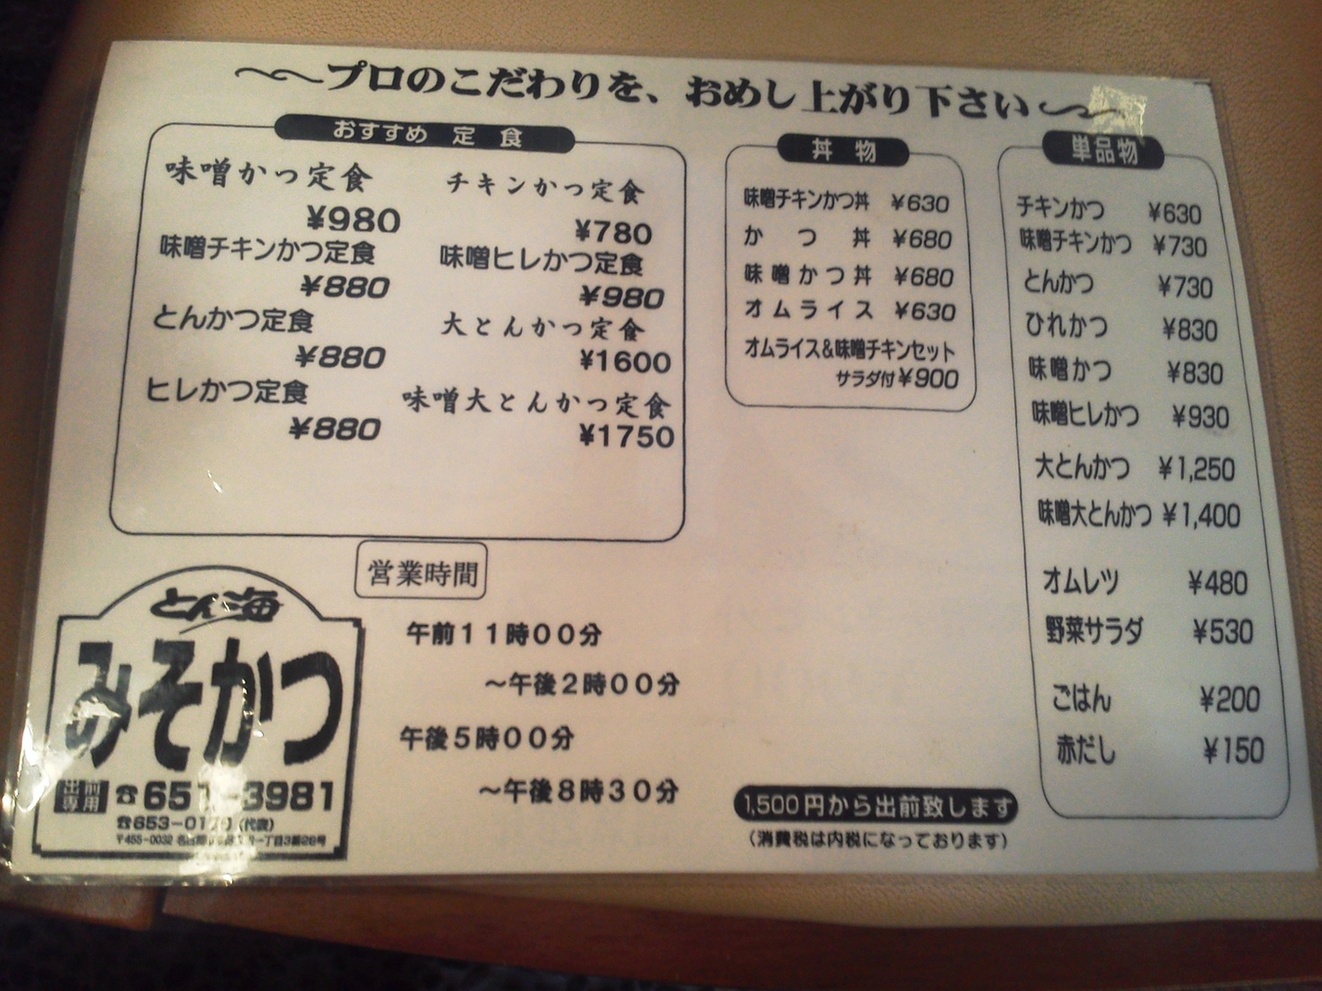 〜プロのこだわりを、おめし上がり下さい〜
おすすめ 定食
味噌かつ定食
¥980
味噌チキンかつ定食
¥880
とんかつ定食
¥880
ヒレかつ定食
¥880
チキンかつ定食
¥780
味噌ヒレかつ定食
¥980
大とんかつ定食
¥1600
味噌大とんかつ定食
¥1750
丼物
味噌チキンかつ丼 ¥630
かつ丼 ¥680
味噌かつ丼 ¥680
オムライス ¥630
オムライス&味噌チキンセット
サラダ付¥900
単品物
チキンかつ ¥630
味噌チキンかつ ¥730
とんかつ ¥730
ひれかつ ¥830
味噌かつ ¥830
味噌ヒレかつ ¥930
大とんかつ ¥1,250
味噌大とんかつ ¥1,400
オムレツ ¥480
野菜サラダ ¥530
ごはん ¥200
赤だし ¥150
営業時間
午前11時00分
〜午後2時00分
午後5時00分
〜午後8時30分
みそかつ
出前専用 ☎651-3981
(代表)
〒455-0032
1,500円から出前致します
(消費税は内税になっております)